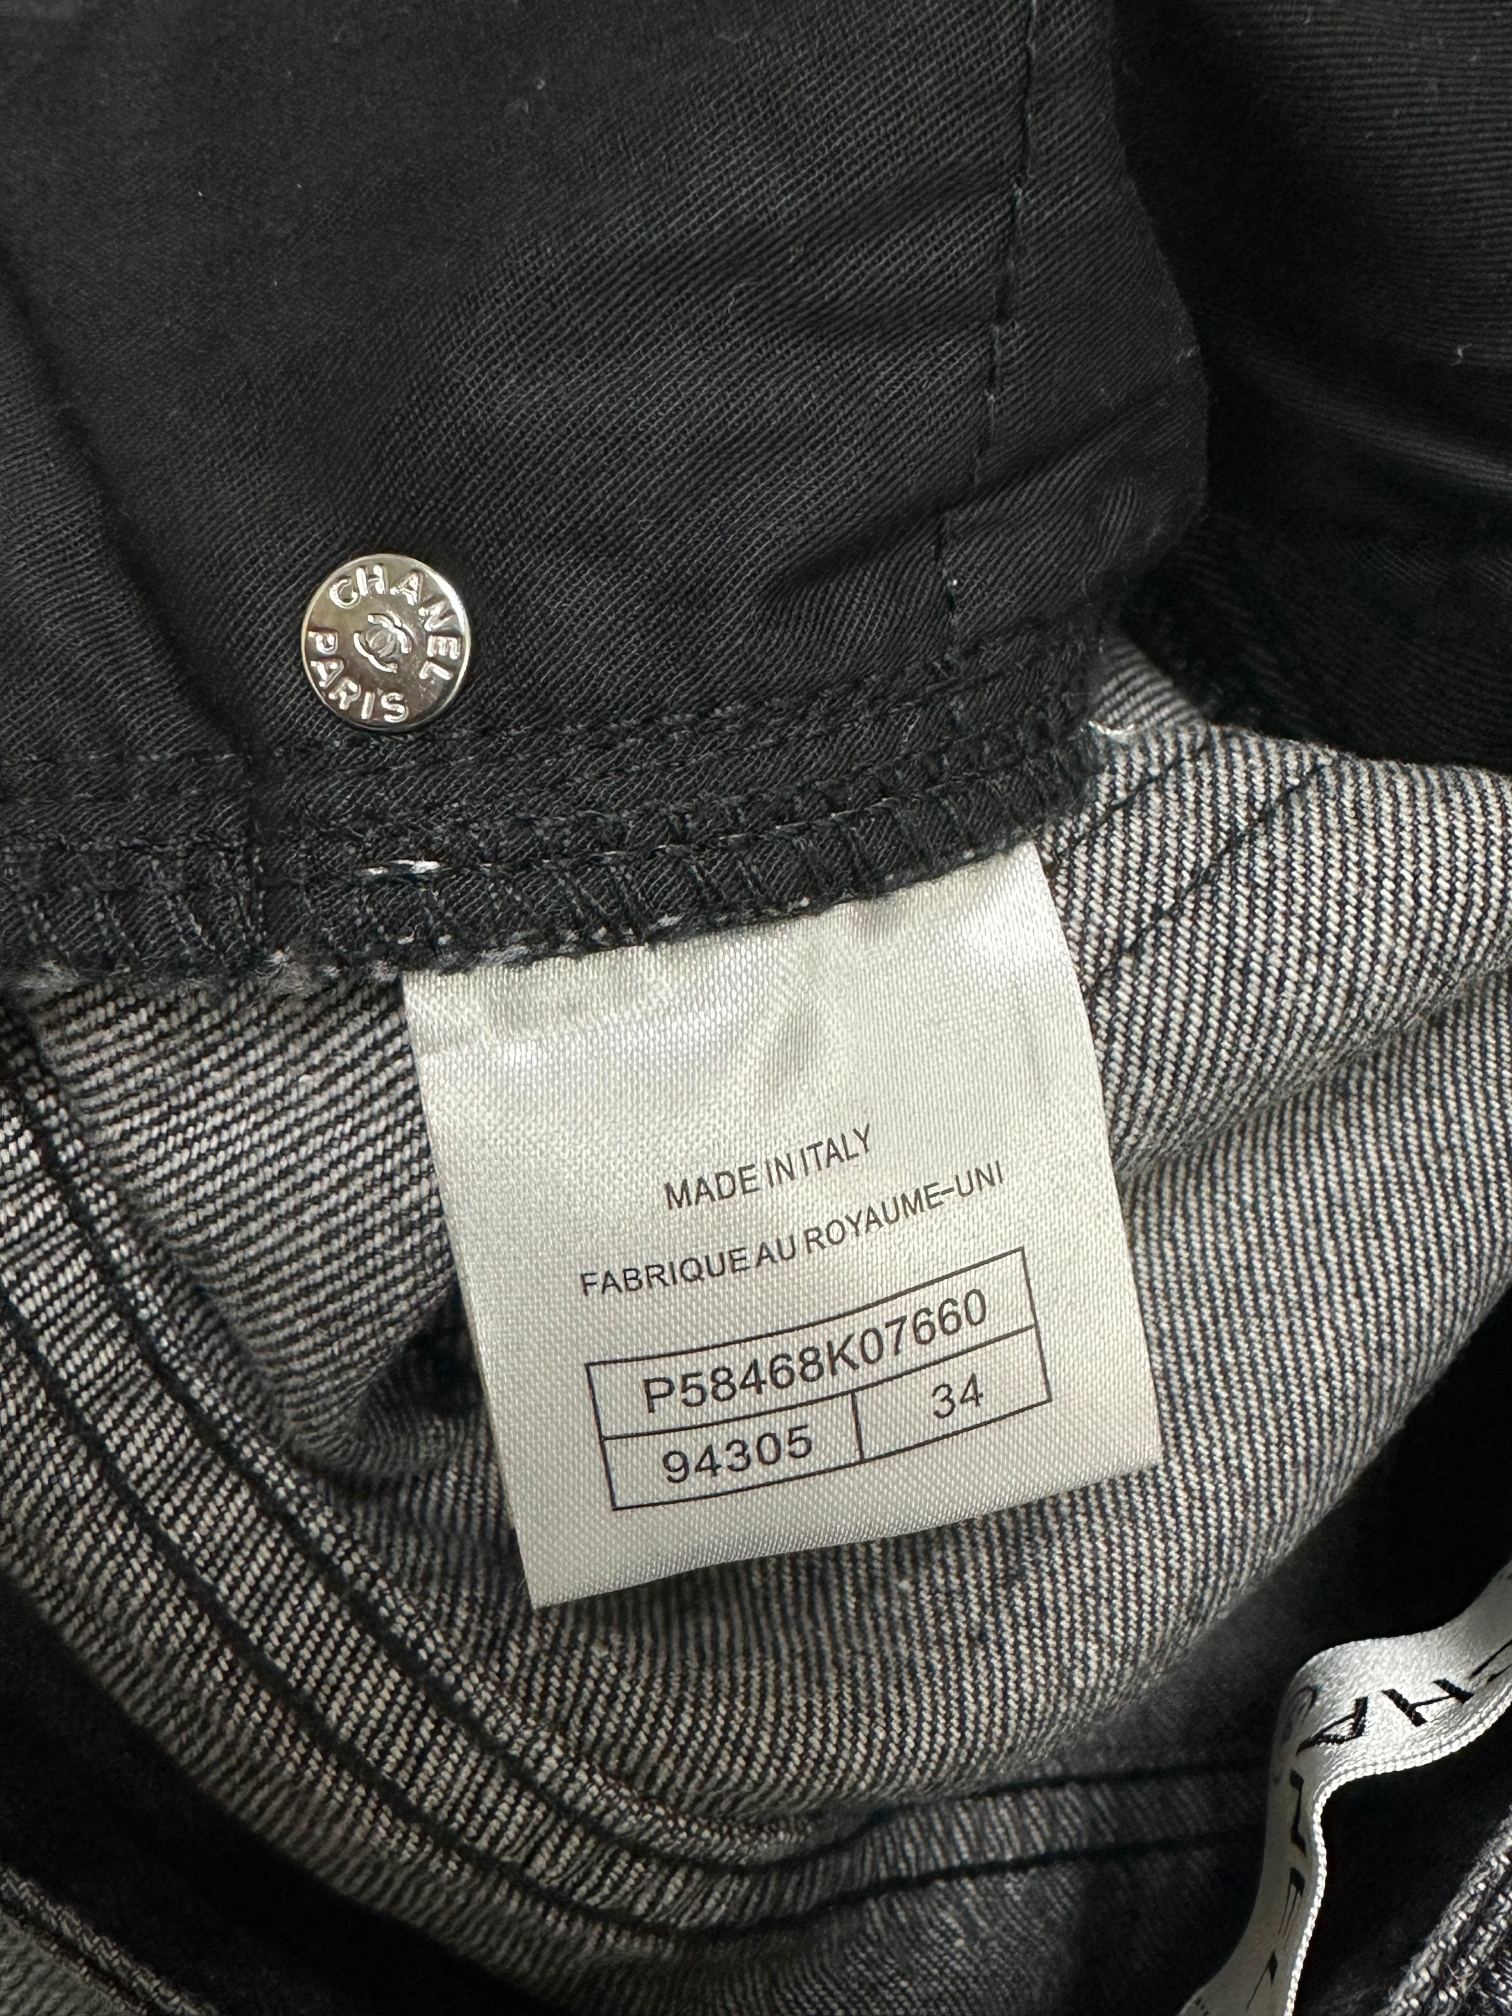 CHANEL
PARIS
MADE IN ITALY
FABRIQUE AU ROYAUME-UNI
P58468K07660
94305 34